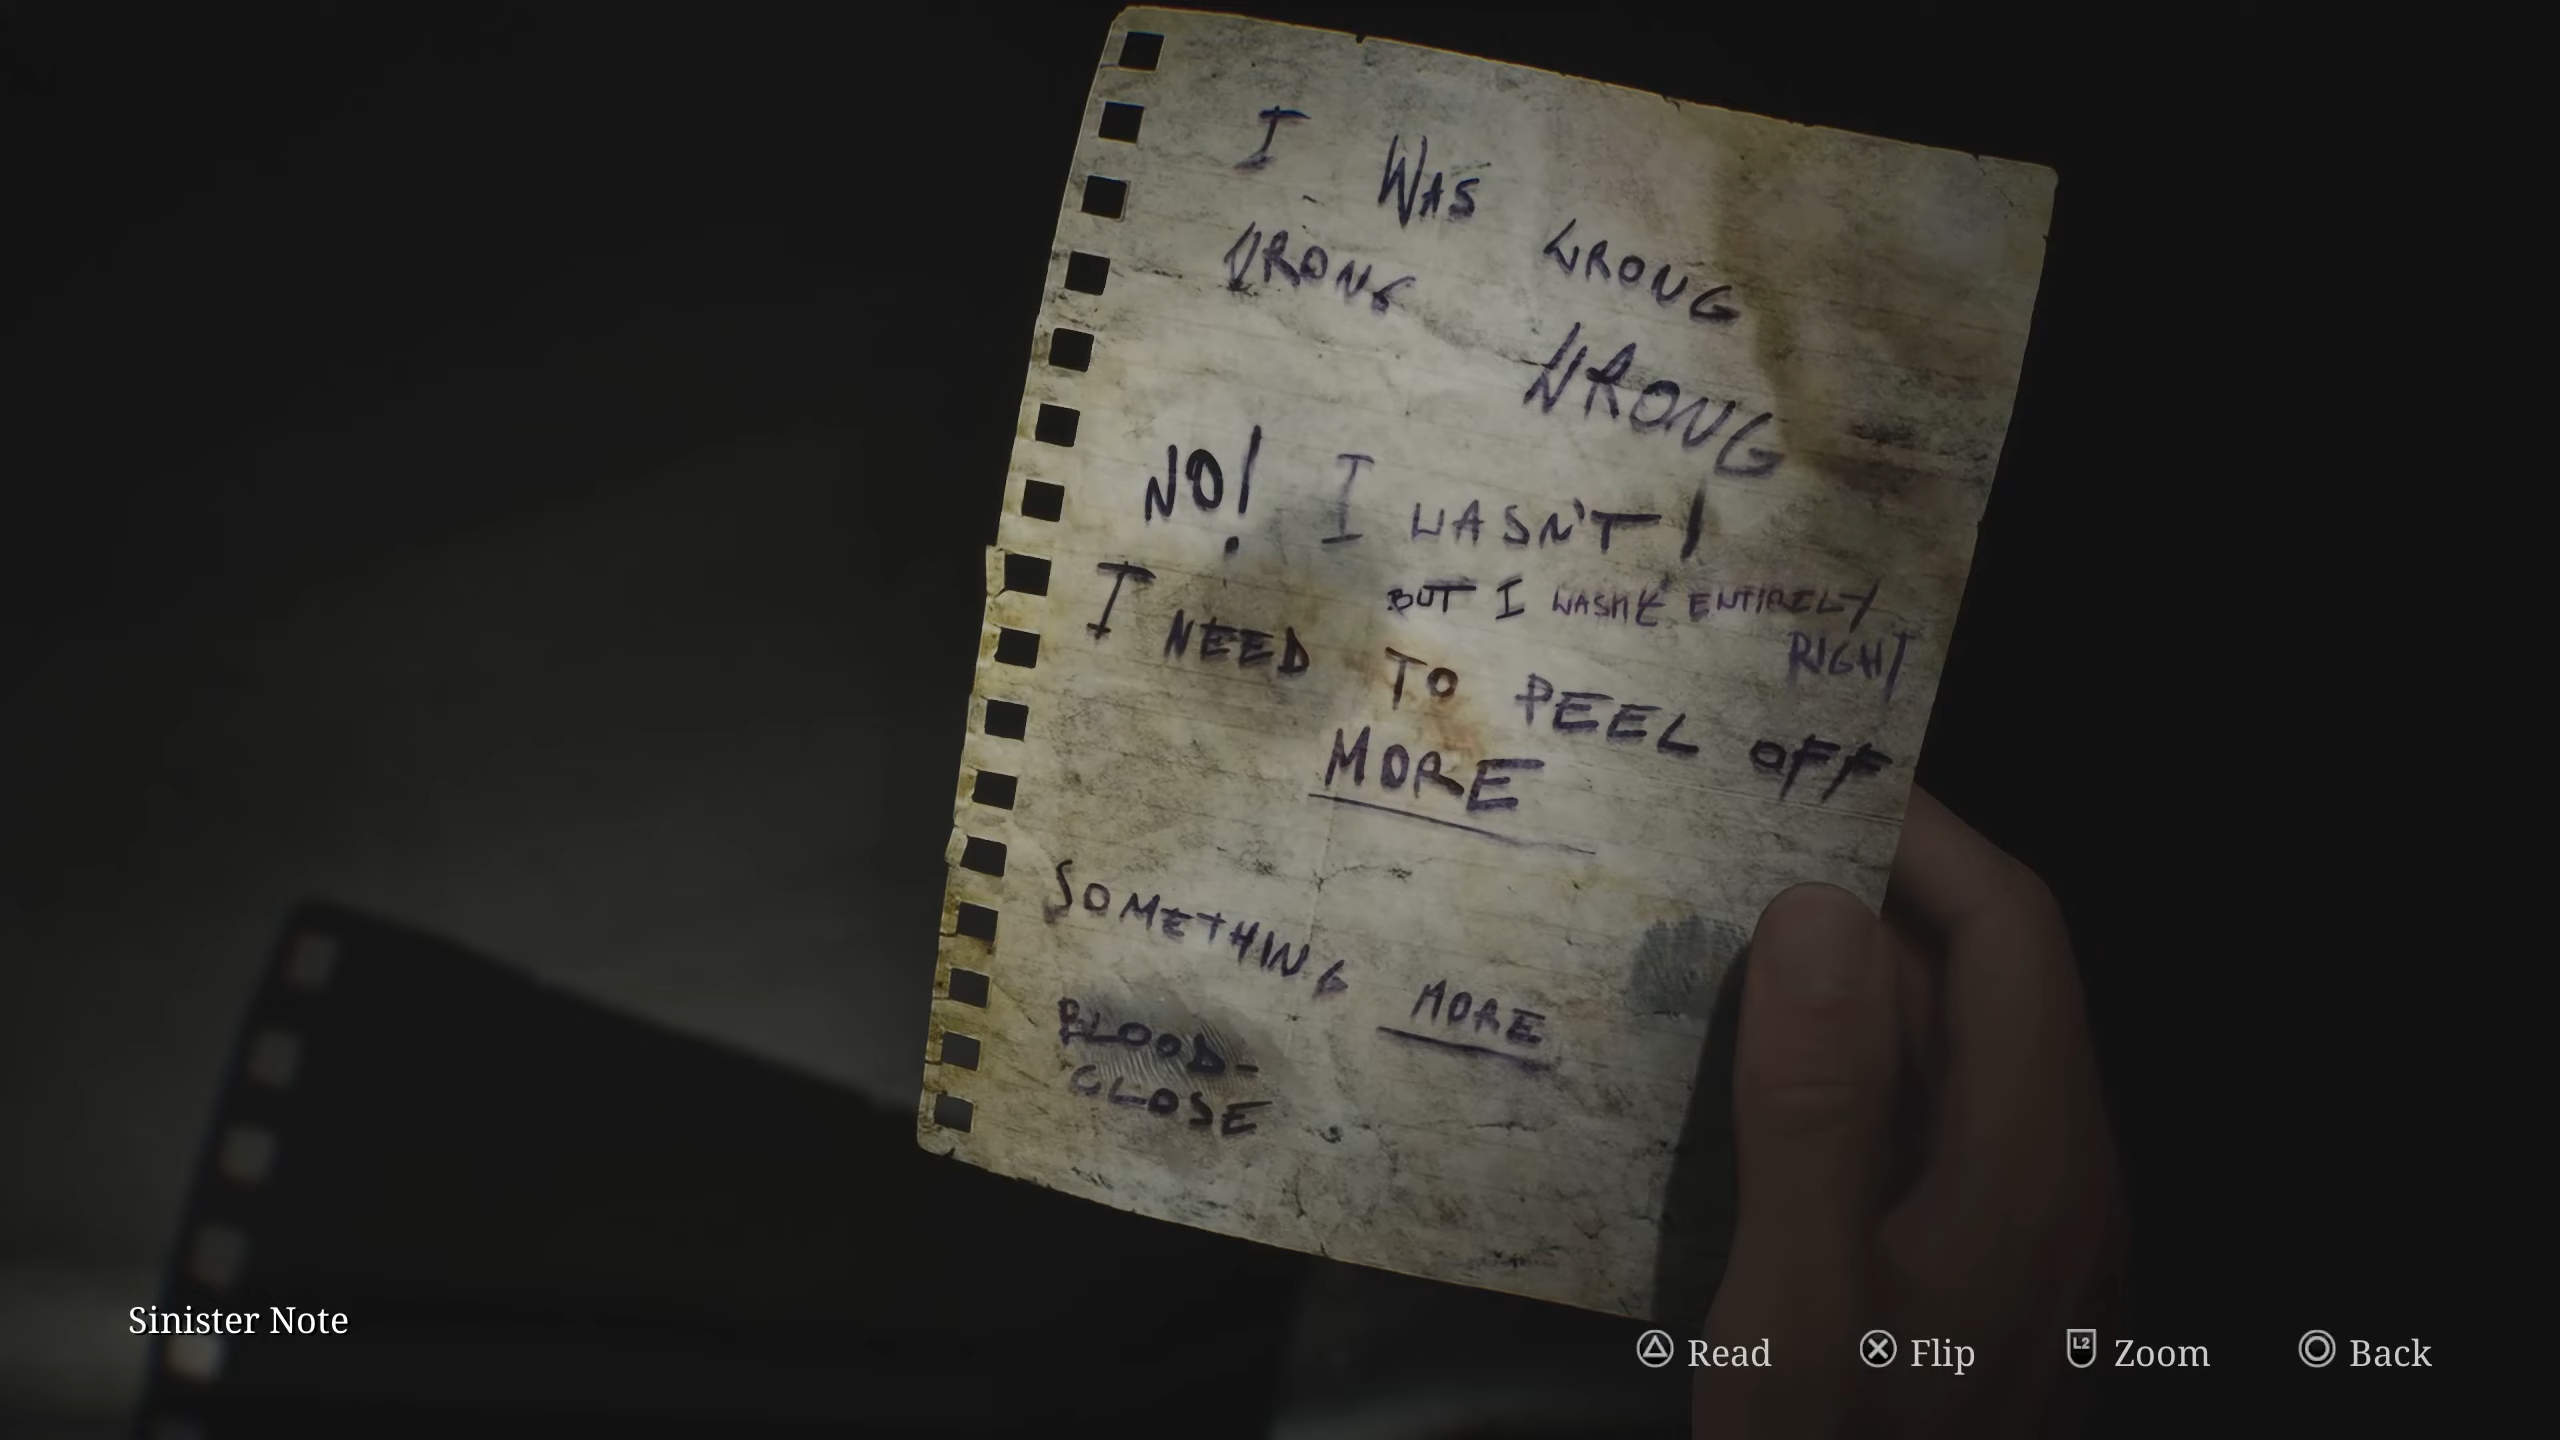 I WAS WRONG
WRONG
WRONG
NO! I WASN'T!
BUT I WASN'T ENTIRELY
RIGHT
I NEED TO PEEL OFF
MORE
SOMETHING MORE
BLOOD-
CLOSE
Sinister Note
Read Flip L2 Zoom Back